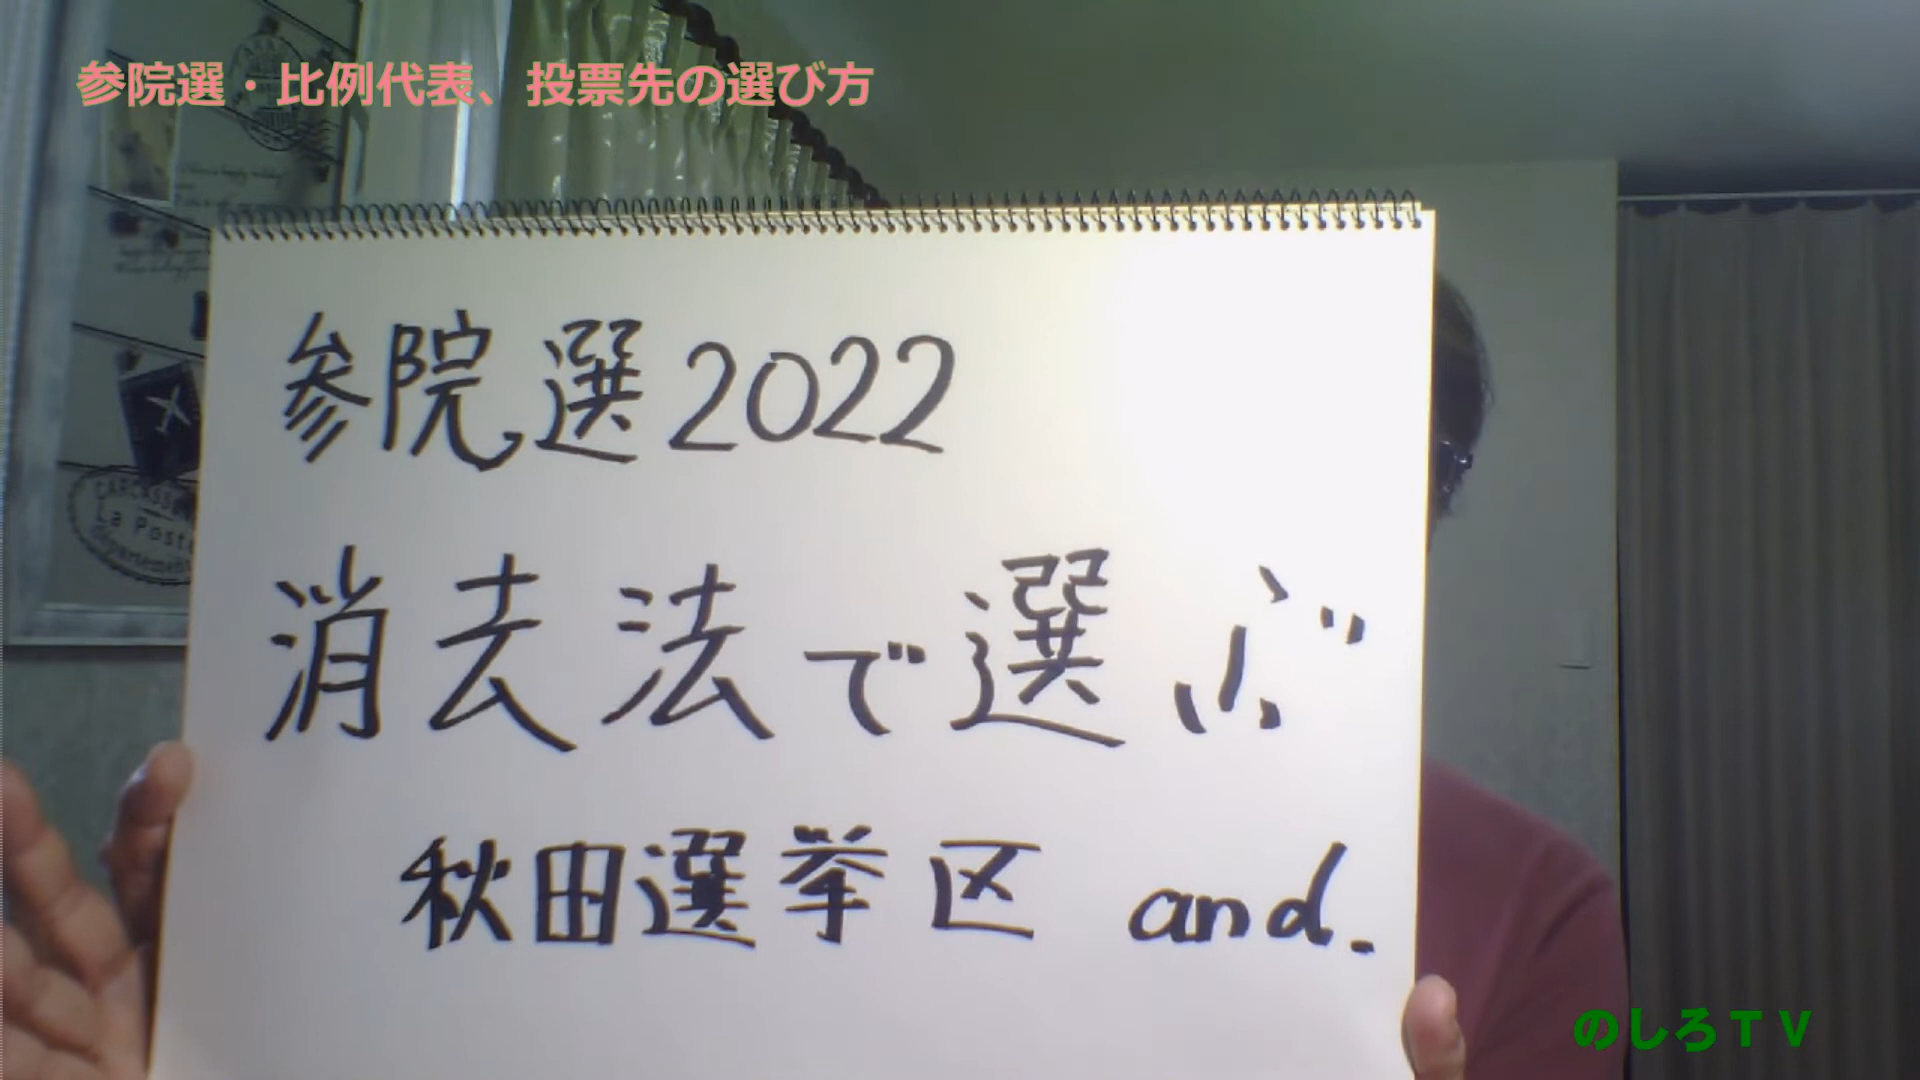 参院選・比例代表、投票先の選び方
参院選2022
消去法で選ぶ
秋田選挙区 and.
La Poste
のしろTV